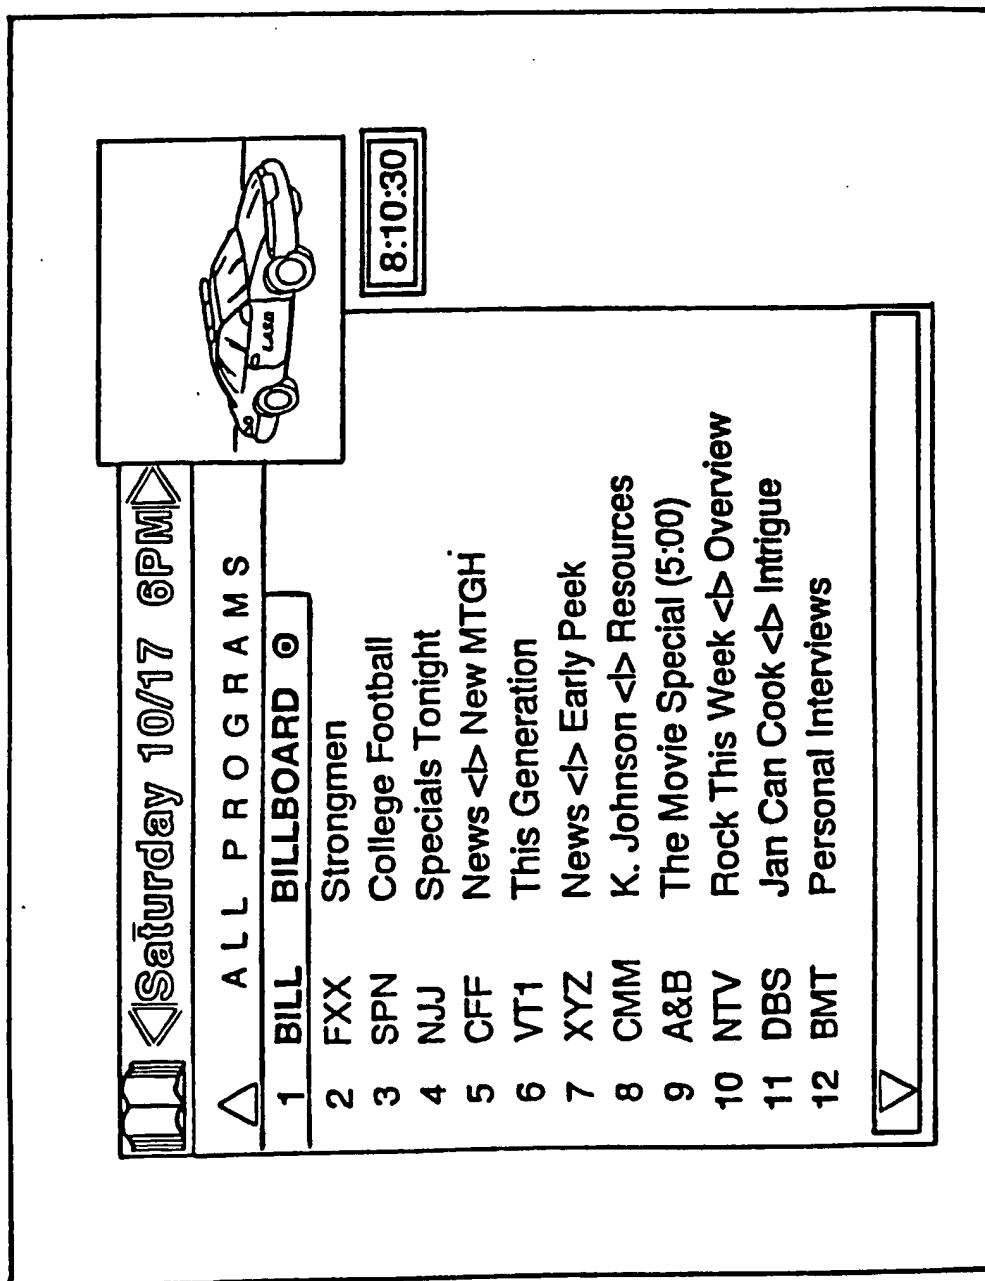 Saturday 10/17 6PM
ALL PROGRAMS
1 BILL BILLBOARD
2 FXX Strongmen
3 SPN College Football
4 NJJ Specials Tonight
5 CFF News <|> New MTGH
6 VT1 This Generation
7 XYZ News <|> Early Peek
8 CMM K. Johnson <|> Resources
9 A&B The Movie Special (5:00)
10 NTV Rock This Week <|> Overview
11 DBS Jan Can Cook <|> Intrigue
12 BMT Personal Interviews
8:10:30